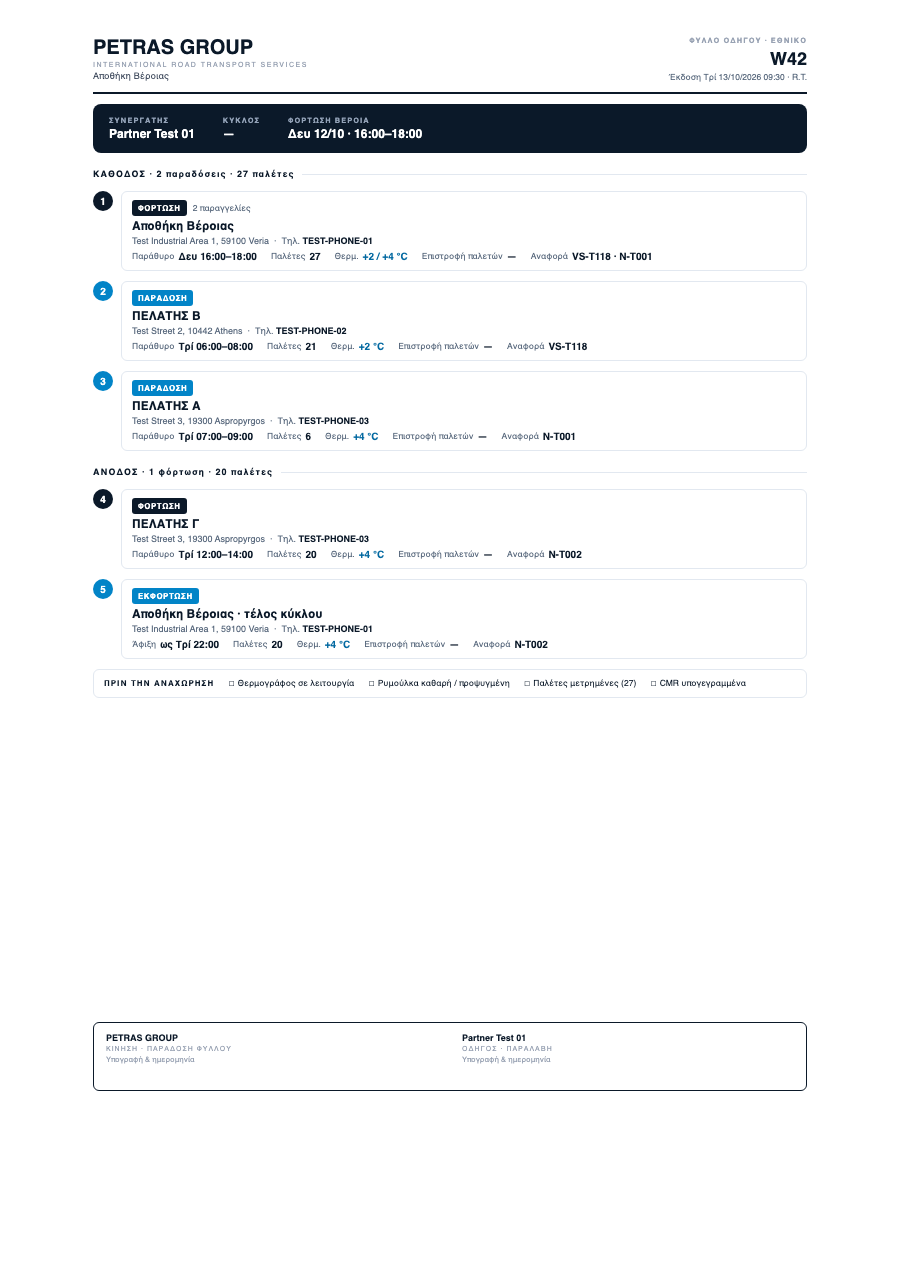 PETRAS GROUP
INTERNATIONAL ROAD TRANSPORT SERVICES
Αποθήκη Βέροιας
ΦΥΛΛΟ ΟΔΗΓΟΥ · ΕΘΝΙΚΟ
W42
Έκδοση Τρί 13/10/2026 09:30 · R.T.
ΣΥΝΕΡΓΑΤΗΣ ΚΥΚΛΟΣ ΦΟΡΤΩΣΗ ΒΕΡΟΙΑ
Partner Test 01 — Δευ 12/10 · 16:00–18:00
ΚΑΘΟΔΟΣ · 2 παραδόσεις · 27 παλέτες
1 ΦΟΡΤΩΣΗ 2 παραγγελίες
Αποθήκη Βέροιας
Test Industrial Area 1, 59100 Veria · Τηλ. TEST-PHONE-01
Παράθυρο Δευ 16:00–18:00 Παλέτες 27 Θερμ. +2 / +4 °C Επιστροφή παλετών — Αναφορά VS-T118 · N-T001
2 ΠΑΡΑΔΟΣΗ
ΠΕΛΑΤΗΣ Β
Test Street 2, 10442 Athens · Τηλ. TEST-PHONE-02
Παράθυρο Τρί 06:00–08:00 Παλέτες 21 Θερμ. +2 °C Επιστροφή παλετών — Αναφορά VS-T118
3 ΠΑΡΑΔΟΣΗ
ΠΕΛΑΤΗΣ Α
Test Street 3, 19300 Aspropyrgos · Τηλ. TEST-PHONE-03
Παράθυρο Τρί 07:00–09:00 Παλέτες 6 Θερμ. +4 °C Επιστροφή παλετών — Αναφορά N-T001
ΑΝΟΔΟΣ · 1 φόρτωση · 20 παλέτες
4 ΦΟΡΤΩΣΗ
ΠΕΛΑΤΗΣ Γ
Test Street 3, 19300 Aspropyrgos · Τηλ. TEST-PHONE-03
Παράθυρο Τρί 12:00–14:00 Παλέτες 20 Θερμ. +4 °C Επιστροφή παλετών — Αναφορά N-T002
5 ΕΚΦΟΡΤΩΣΗ
Αποθήκη Βέροιας · τέλος κύκλου
Test Industrial Area 1, 59100 Veria · Τηλ. TEST-PHONE-01
Άφιξη ως Τρί 22:00 Παλέτες 20 Θερμ. +4 °C Επιστροφή παλετών — Αναφορά N-T002
ΠΡΙΝ ΤΗΝ ΑΝΑΧΩΡΗΣΗ □ Θερμογράφος σε λειτουργία □ Ρυμούλκα καθαρή / προψυγμένη □ Παλέτες μετρημένες (27) □ CMR υπογεγραμμένα
PETRAS GROUP
ΚΙΝΗΣΗ · ΠΑΡΑΔΟΣΗ ΦΥΛΛΟΥ
Υπογραφή & ημερομηνία
Partner Test 01
ΟΔΗΓΟΣ · ΠΑΡΑΛΑΒΗ
Υπογραφή & ημερομηνία